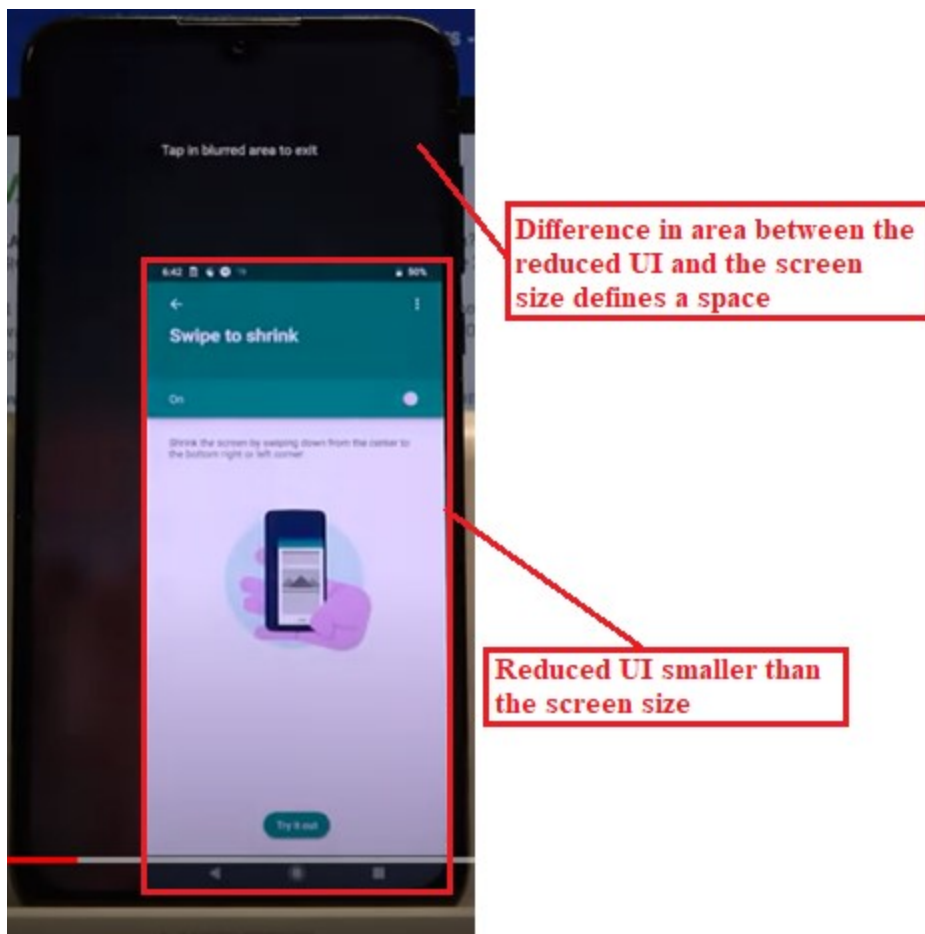 Tap in blurred area to exit
Difference in area between the
reduced UI and the screen
size defines a space
6:42
50%
Swipe to shrink
On
Shrink the screen by swiping down from the center to
the bottom right or left corner
Reduced UI smaller than
the screen size
Try it out